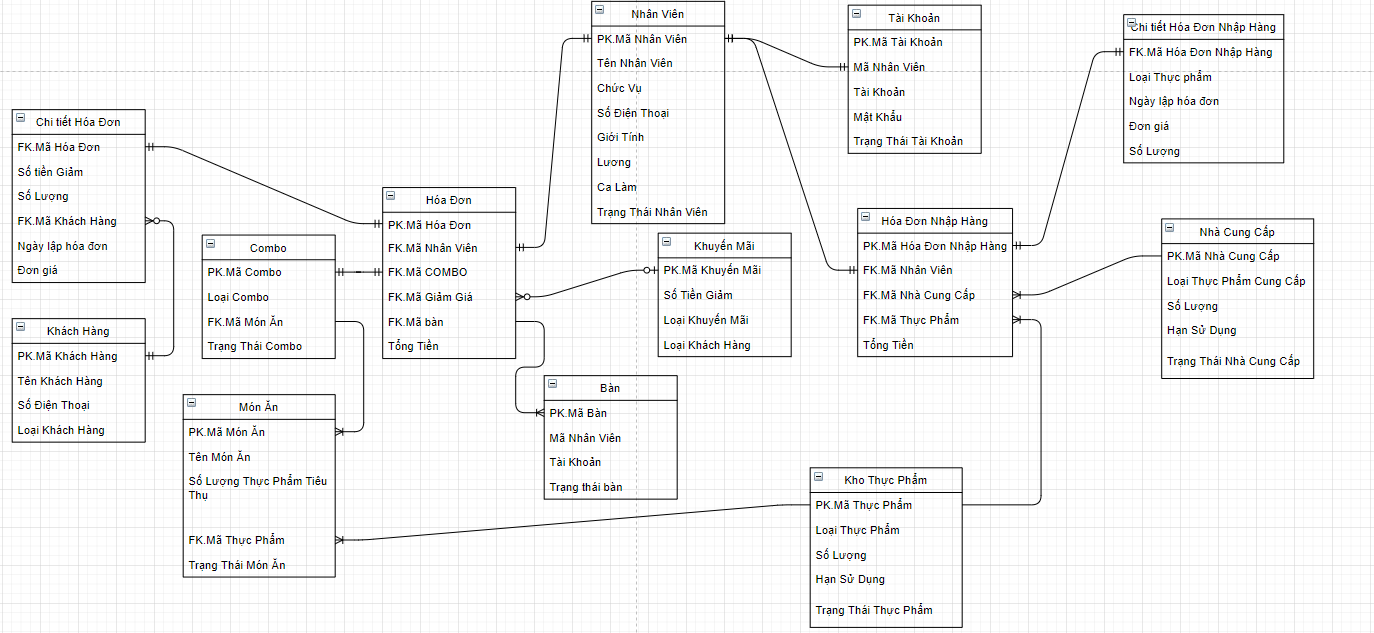 Nhân Viên
PK.Mã Nhân Viên
Tên Nhân Viên
Chức Vụ
Số Điện Thoại
Giới Tính
Lương
Ca Làm
Trạng Thái Nhân Viên
Tài Khoản
PK.Mã Tài Khoản
Mã Nhân Viên
Tài Khoản
Mật Khẩu
Trạng Thái Tài Khoản
Chi tiết Hóa Đơn Nhập Hàng
FK.Mã Hóa Đơn Nhập Hàng
Loại Thực phẩm
Ngày lập hóa đơn
Đơn giá
Số Lượng
Chi tiết Hóa Đơn
FK.Mã Hóa Đơn
Số tiền Giảm
Số Lượng
FK.Mã Khách Hàng
Ngày lập hóa đơn
Đơn giá
Hóa Đơn
PK.Mã Hóa Đơn
FK.Mã Nhân Viên
FK.Mã COMBO
FK.Mã Giảm Giá
FK.Mã bàn
Tổng Tiền
Combo
PK.Mã Combo
Loại Combo
FK.Mã Món Ăn
Trạng Thái Combo
Khuyến Mãi
PK.Mã Khuyến Mãi
Số Tiền Giảm
Loại Khuyến Mãi
Loại Khách Hàng
Hóa Đơn Nhập Hàng
PK.Mã Hóa Đơn Nhập Hàng
FK.Mã Nhân Viên
FK.Mã Nhà Cung Cấp
FK.Mã Thực Phẩm
Tổng Tiền
Nhà Cung Cấp
PK.Mã Nhà Cung Cấp
Loại Thực Phẩm Cung Cấp
Số Lượng
Hạn Sử Dụng
Trạng Thái Nhà Cung Cấp
Khách Hàng
PK.Mã Khách Hàng
Tên Khách Hàng
Số Điện Thoại
Loại Khách Hàng
Món Ăn
PK.Mã Món Ăn
Tên Món Ăn
Số Lượng Thực Phẩm Tiêu
Thụ
FK.Mã Thực Phẩm
Trạng Thái Món Ăn
Bàn
PK.Mã Bàn
Mã Nhân Viên
Tài Khoản
Trạng thái bàn
Kho Thực Phẩm
PK.Mã Thực Phẩm
Loại Thực Phẩm
Số Lượng
Hạn Sử Dụng
Trạng Thái Thực Phẩm